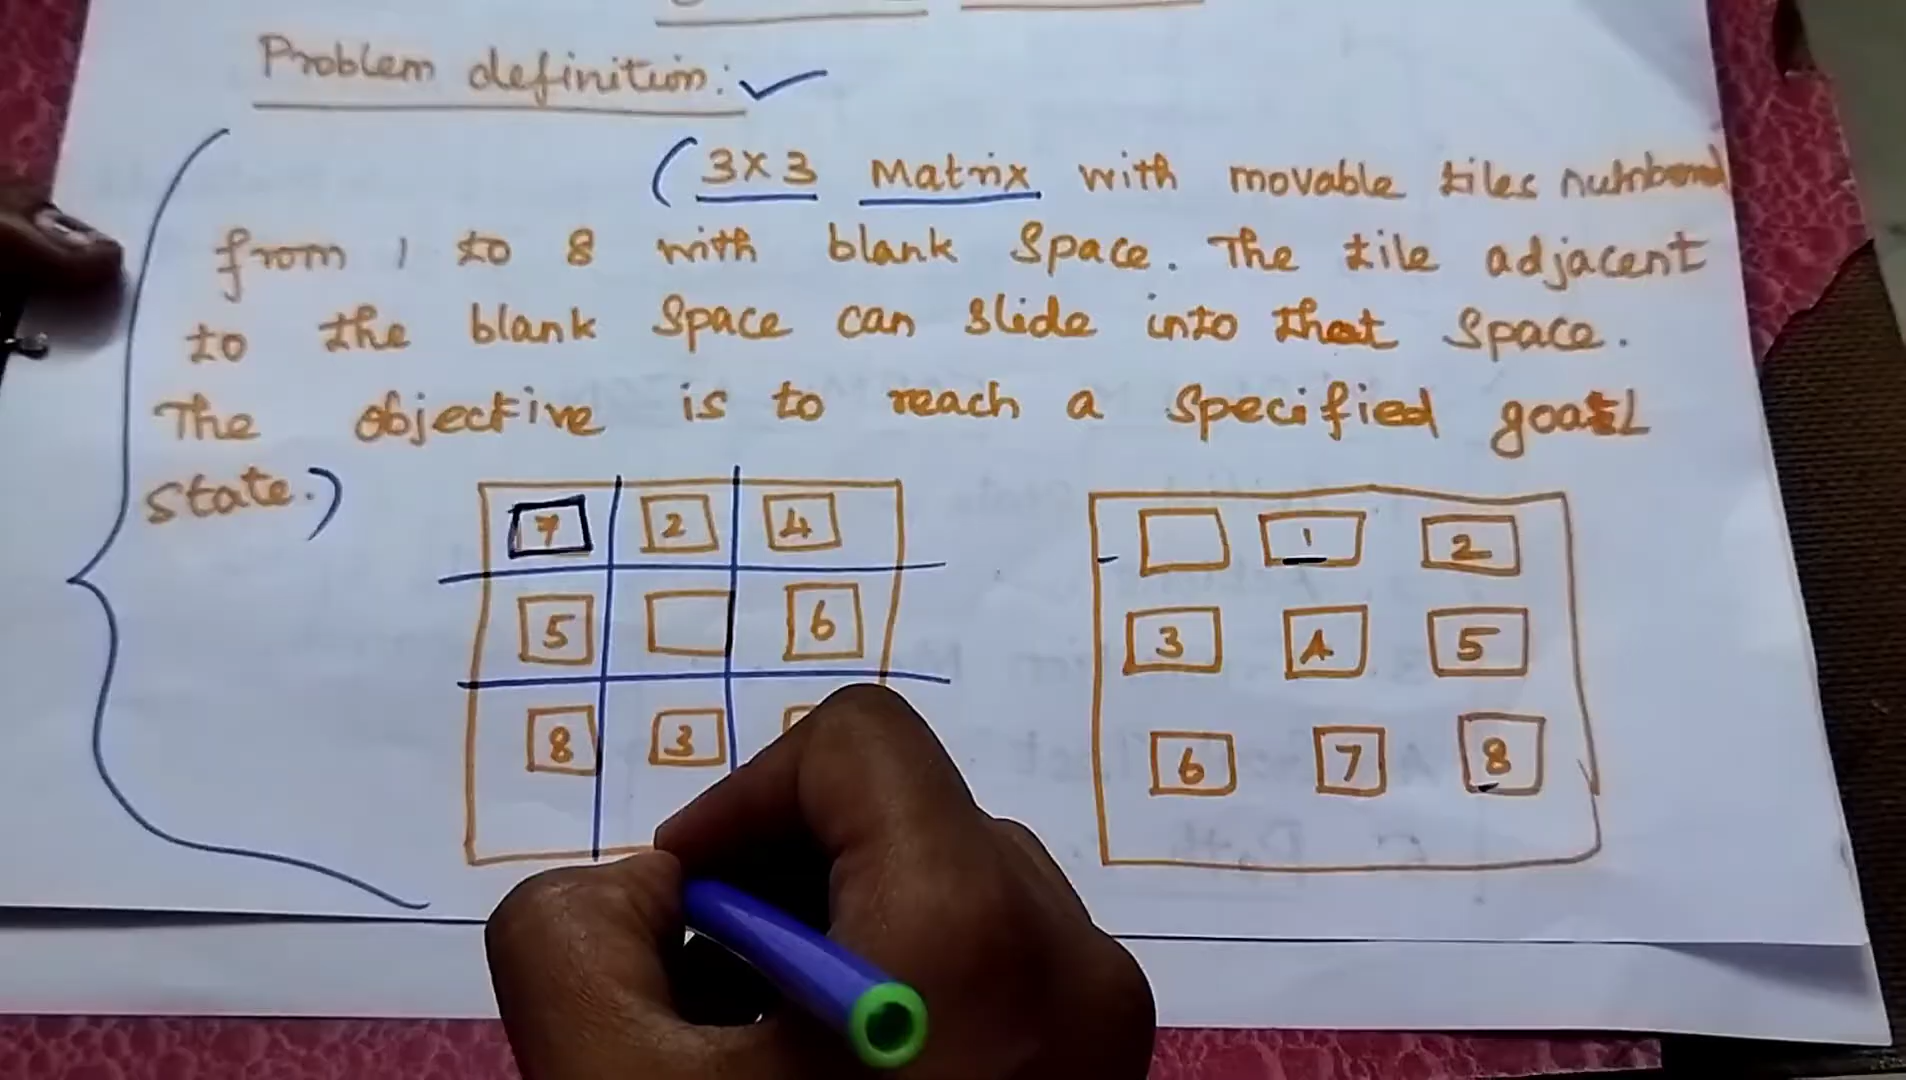 Problem definition:
(3x3 Matrix with movable tiles numbered
from 1 to 8 with blank space. The tile adjacent
to the blank space can slide into that space.
The objective is to reach a specified goal
state.)
7 2 4
5 6
8 3
1 2
3 4 5
6 7 8